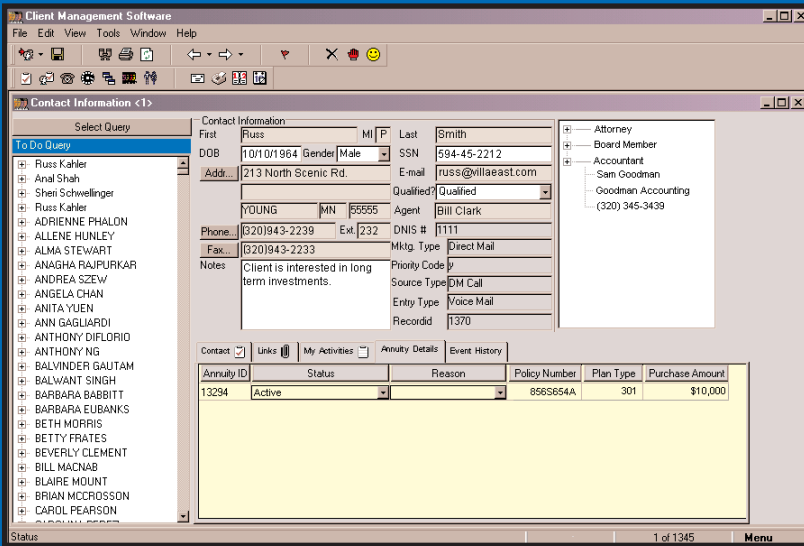 Client Management Software
File Edit View Tools Window Help
Contact Information <1>
Select Query
To Do Query
Russ Kahler
Anal Shah
Sheri Schwellinger
Russ Kahler
ADRIENNE PHALON
ALLENE HUNLEY
ALMA STEWART
ANAGHA RAJPURKAR
ANDREA SZEW
ANGELA CHAN
ANITA YUEN
ANN GAGLIARDI
ANTHONY DIFLORIO
ANTHONY NG
BALVINDER GAUTAM
BALWANT SINGH
BARBARA BABBITT
BARBARA EUBANKS
BETH MORRIS
BETTY FRATES
BEVERLY CLEMENT
BILL MACNAB
BLAIRE MOUNT
BRIAN MCCROSSON
CAROL PEARSON
Contact Information
First Russ MI P Last Smith
DOB 10/10/1964 Gender Male SSN 594-45-2212
Addr... 213 North Scenic Rd. E-mail russ@villaeast.com
Qualified? Qualified
YOUNG MN 55555 Agent Bill Clark
Phone... (320)943-2239 Ext. 232 DNIS # 1111
Fax... (320)943-2233 Mktg. Type Direct Mail
Notes Client is interested in long Priority Code y
term investments. Source Type DM Call
Entry Type Voice Mail
Recordid 1370
Attorney
Board Member
Accountant
Sam Goodman
Goodman Accounting
(320) 345-3439
Contact Links My Activities Annuity Details Event History
Annuity ID Status Reason Policy Number Plan Type Purchase Amount
13294 Active 856S654A 301 $10,000
Status 1 of 1345 Menu